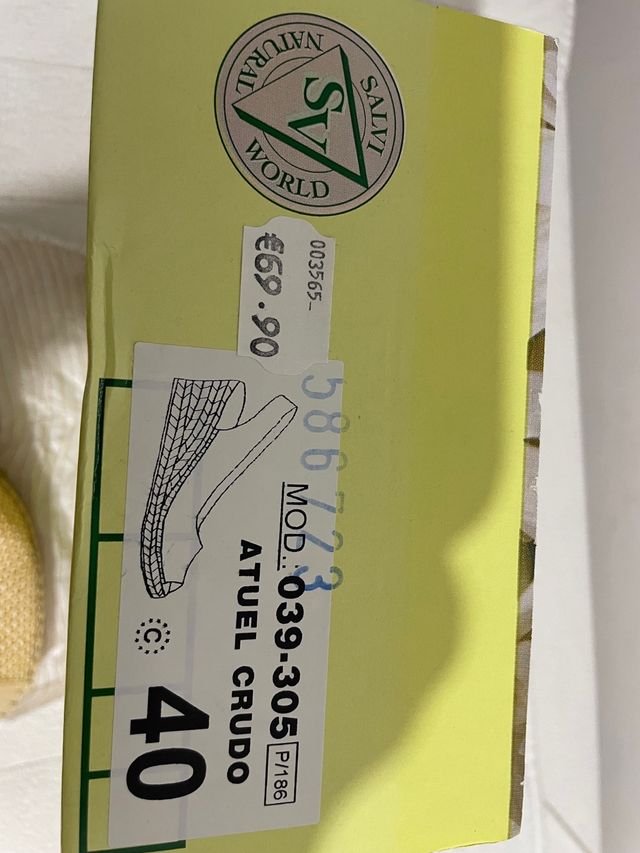 NATURAL
SALVI
WORLD
SV
003565-
€69.90
586723
MOD.: 039-305 P/186
ATUEL CRUDO
C
40